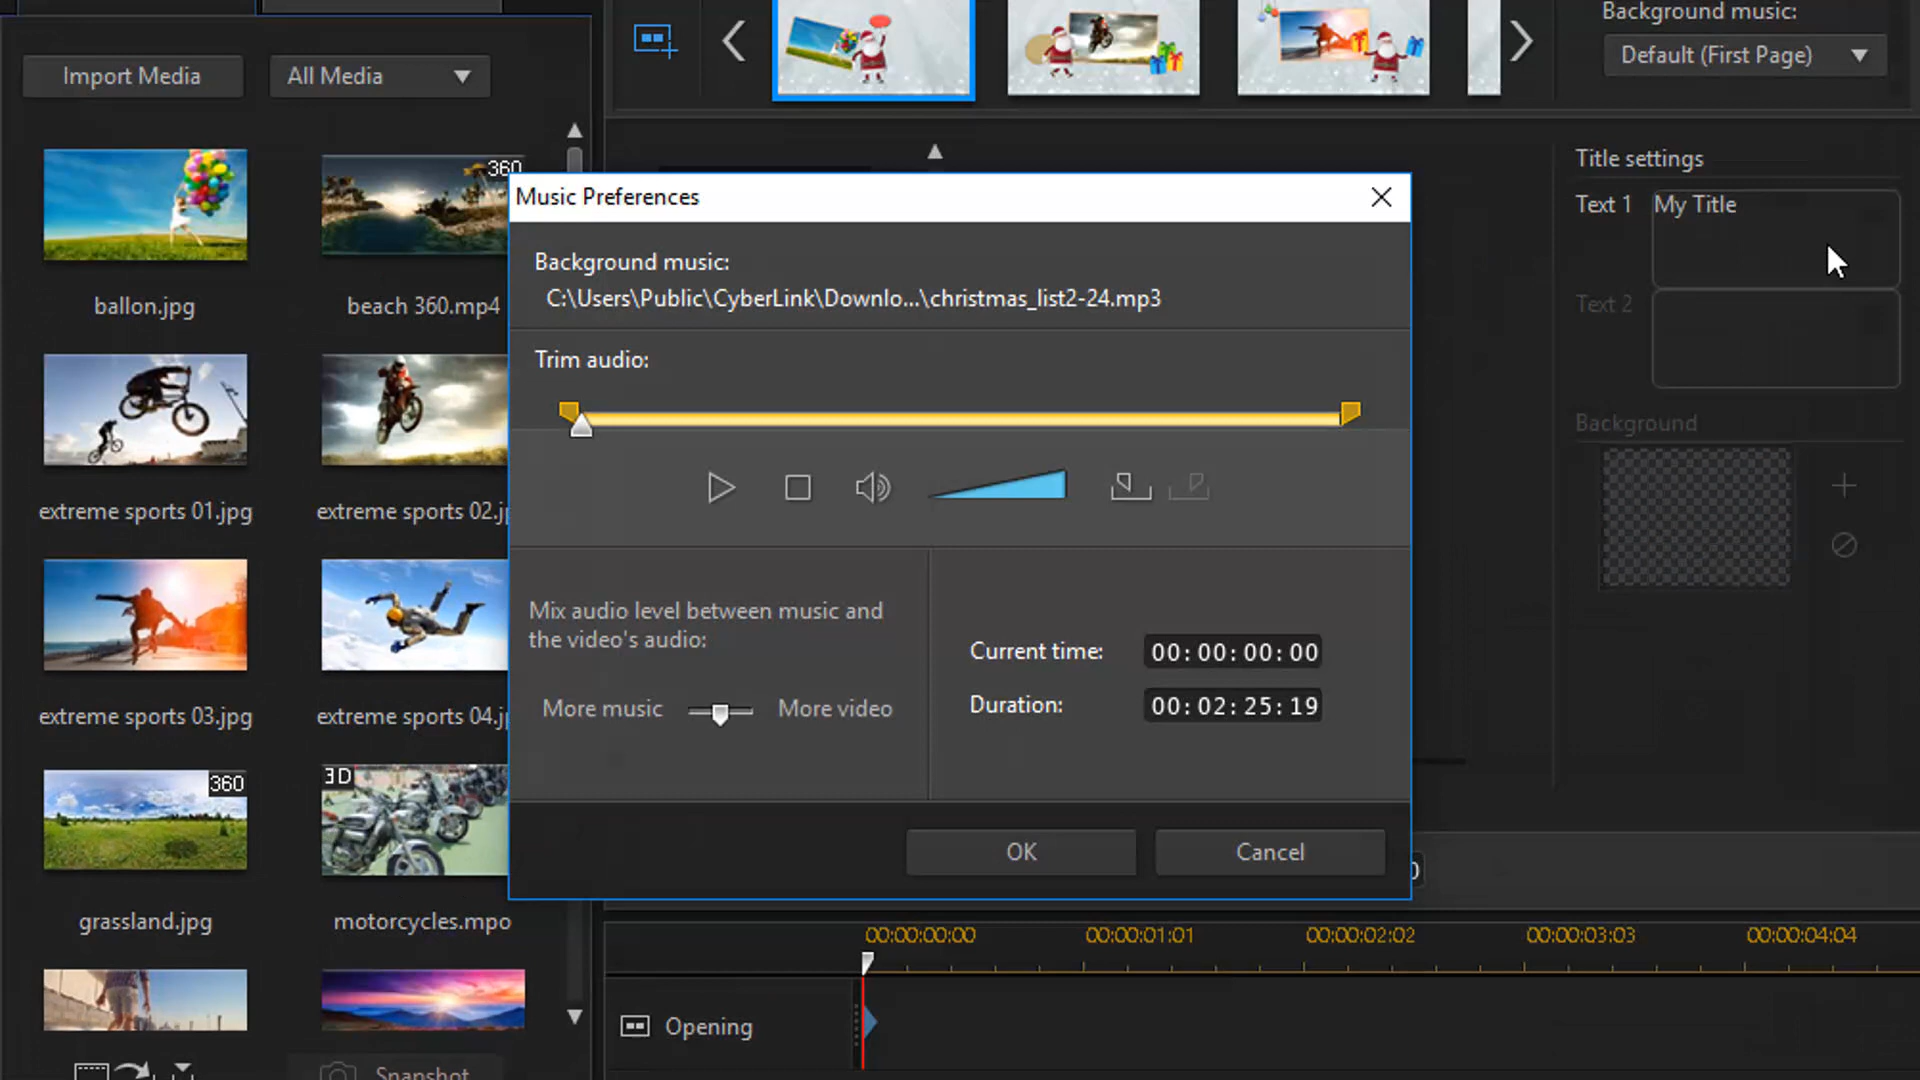 Background music:
Import Media
All Media
Default (First Page)
360
ballon.jpg
beach 360.mp4
extreme sports 01.jpg
extreme sports 02.j
extreme sports 03.jpg
extreme sports 04.j
360
3D
grassland.jpg
motorcycles.mpo
Snapshot
Music Preferences
Background music:
C:\Users\Public\CyberLink\Downlo...\christmas_list2-24.mp3
Trim audio:
Mix audio level between music and
the video's audio:
More music
More video
Current time:
00:00:00:00
Duration:
00:02:25:19
OK
Cancel
Title settings
Text 1
My Title
Text 2
Background
00:00:00:00
00:00:01:01
00:00:02:02
00:00:03:03
00:00:04:04
Opening